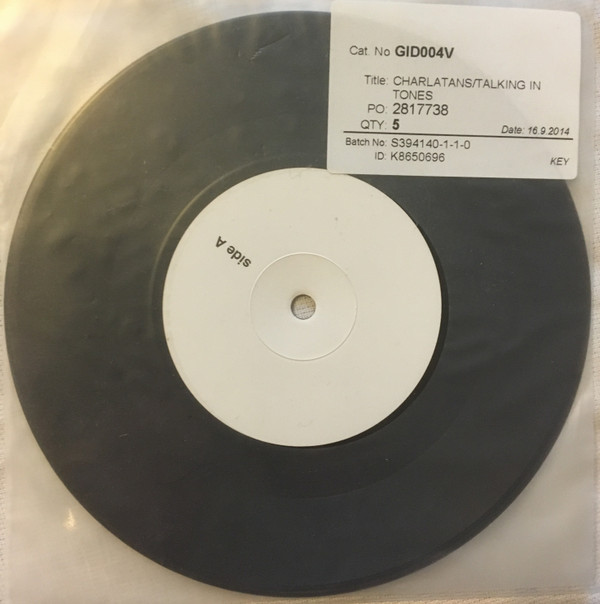 Cat. No GID004V
Title: CHARLATANS/TALKING IN
TONES
PO: 2817738
QTY: 5 Date: 16.9.2014
Batch No: S394140-1-1-0
ID: K8650696 KEY
side A